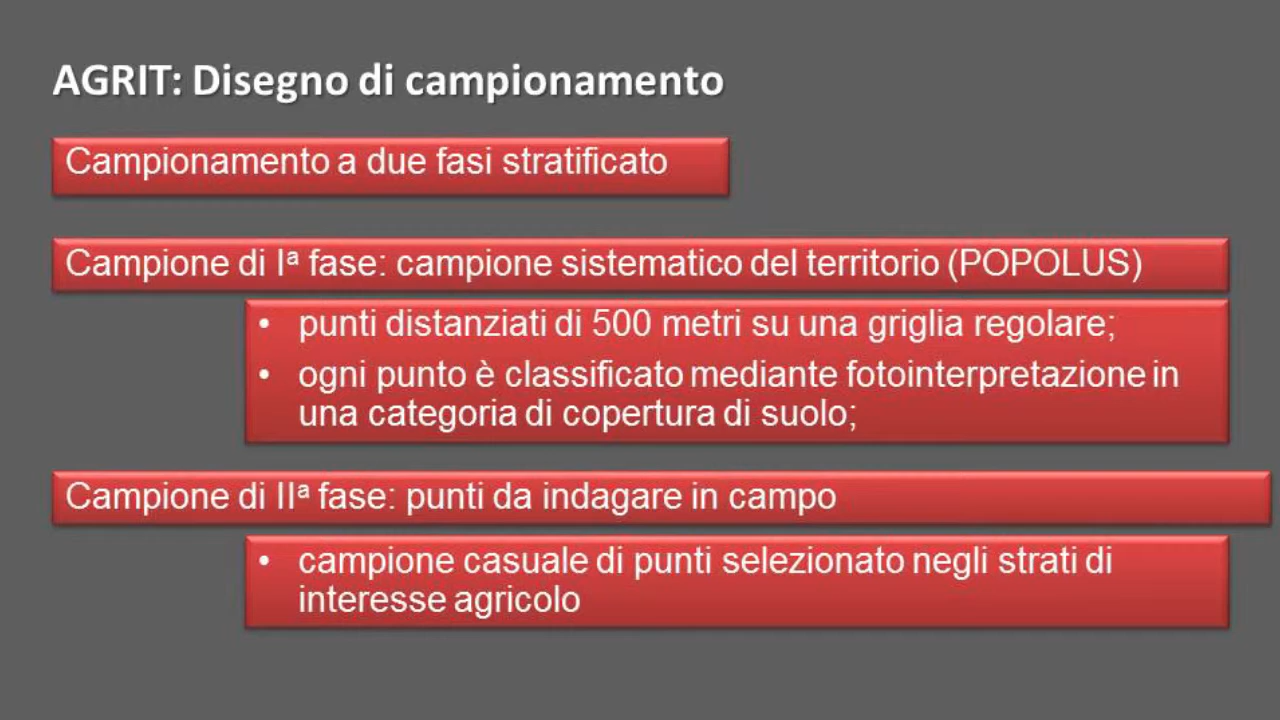 AGRIT: Disegno di campionamento
Campionamento a due fasi stratificato
Campione di Iª fase: campione sistematico del territorio (POPOLUS)
• punti distanziati di 500 metri su una griglia regolare;
• ogni punto è classificato mediante fotointerpretazione in
una categoria di copertura di suolo;
Campione di IIª fase: punti da indagare in campo
• campione casuale di punti selezionato negli strati di
interesse agricolo